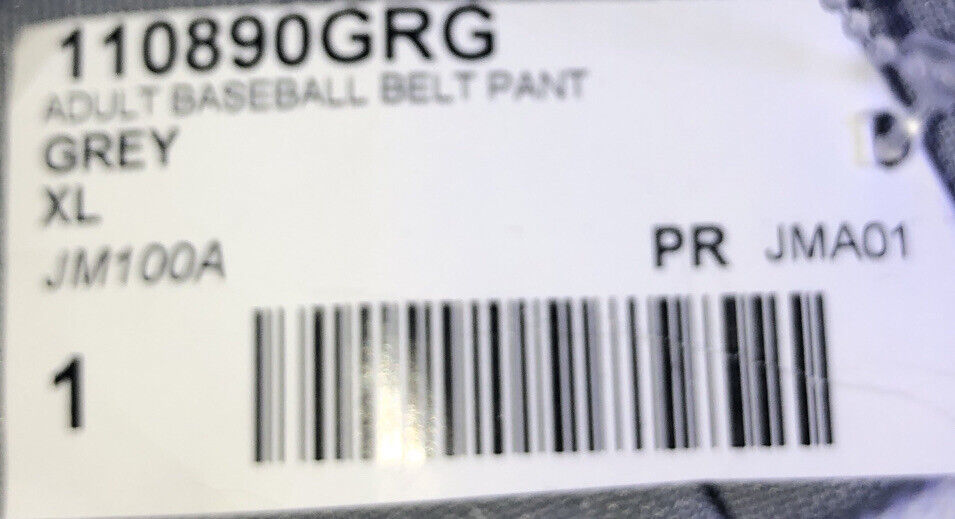 110890GRG
ADULT BASEBALL BELT PANT
GREY
XL
JM100A
PR JMA01
1